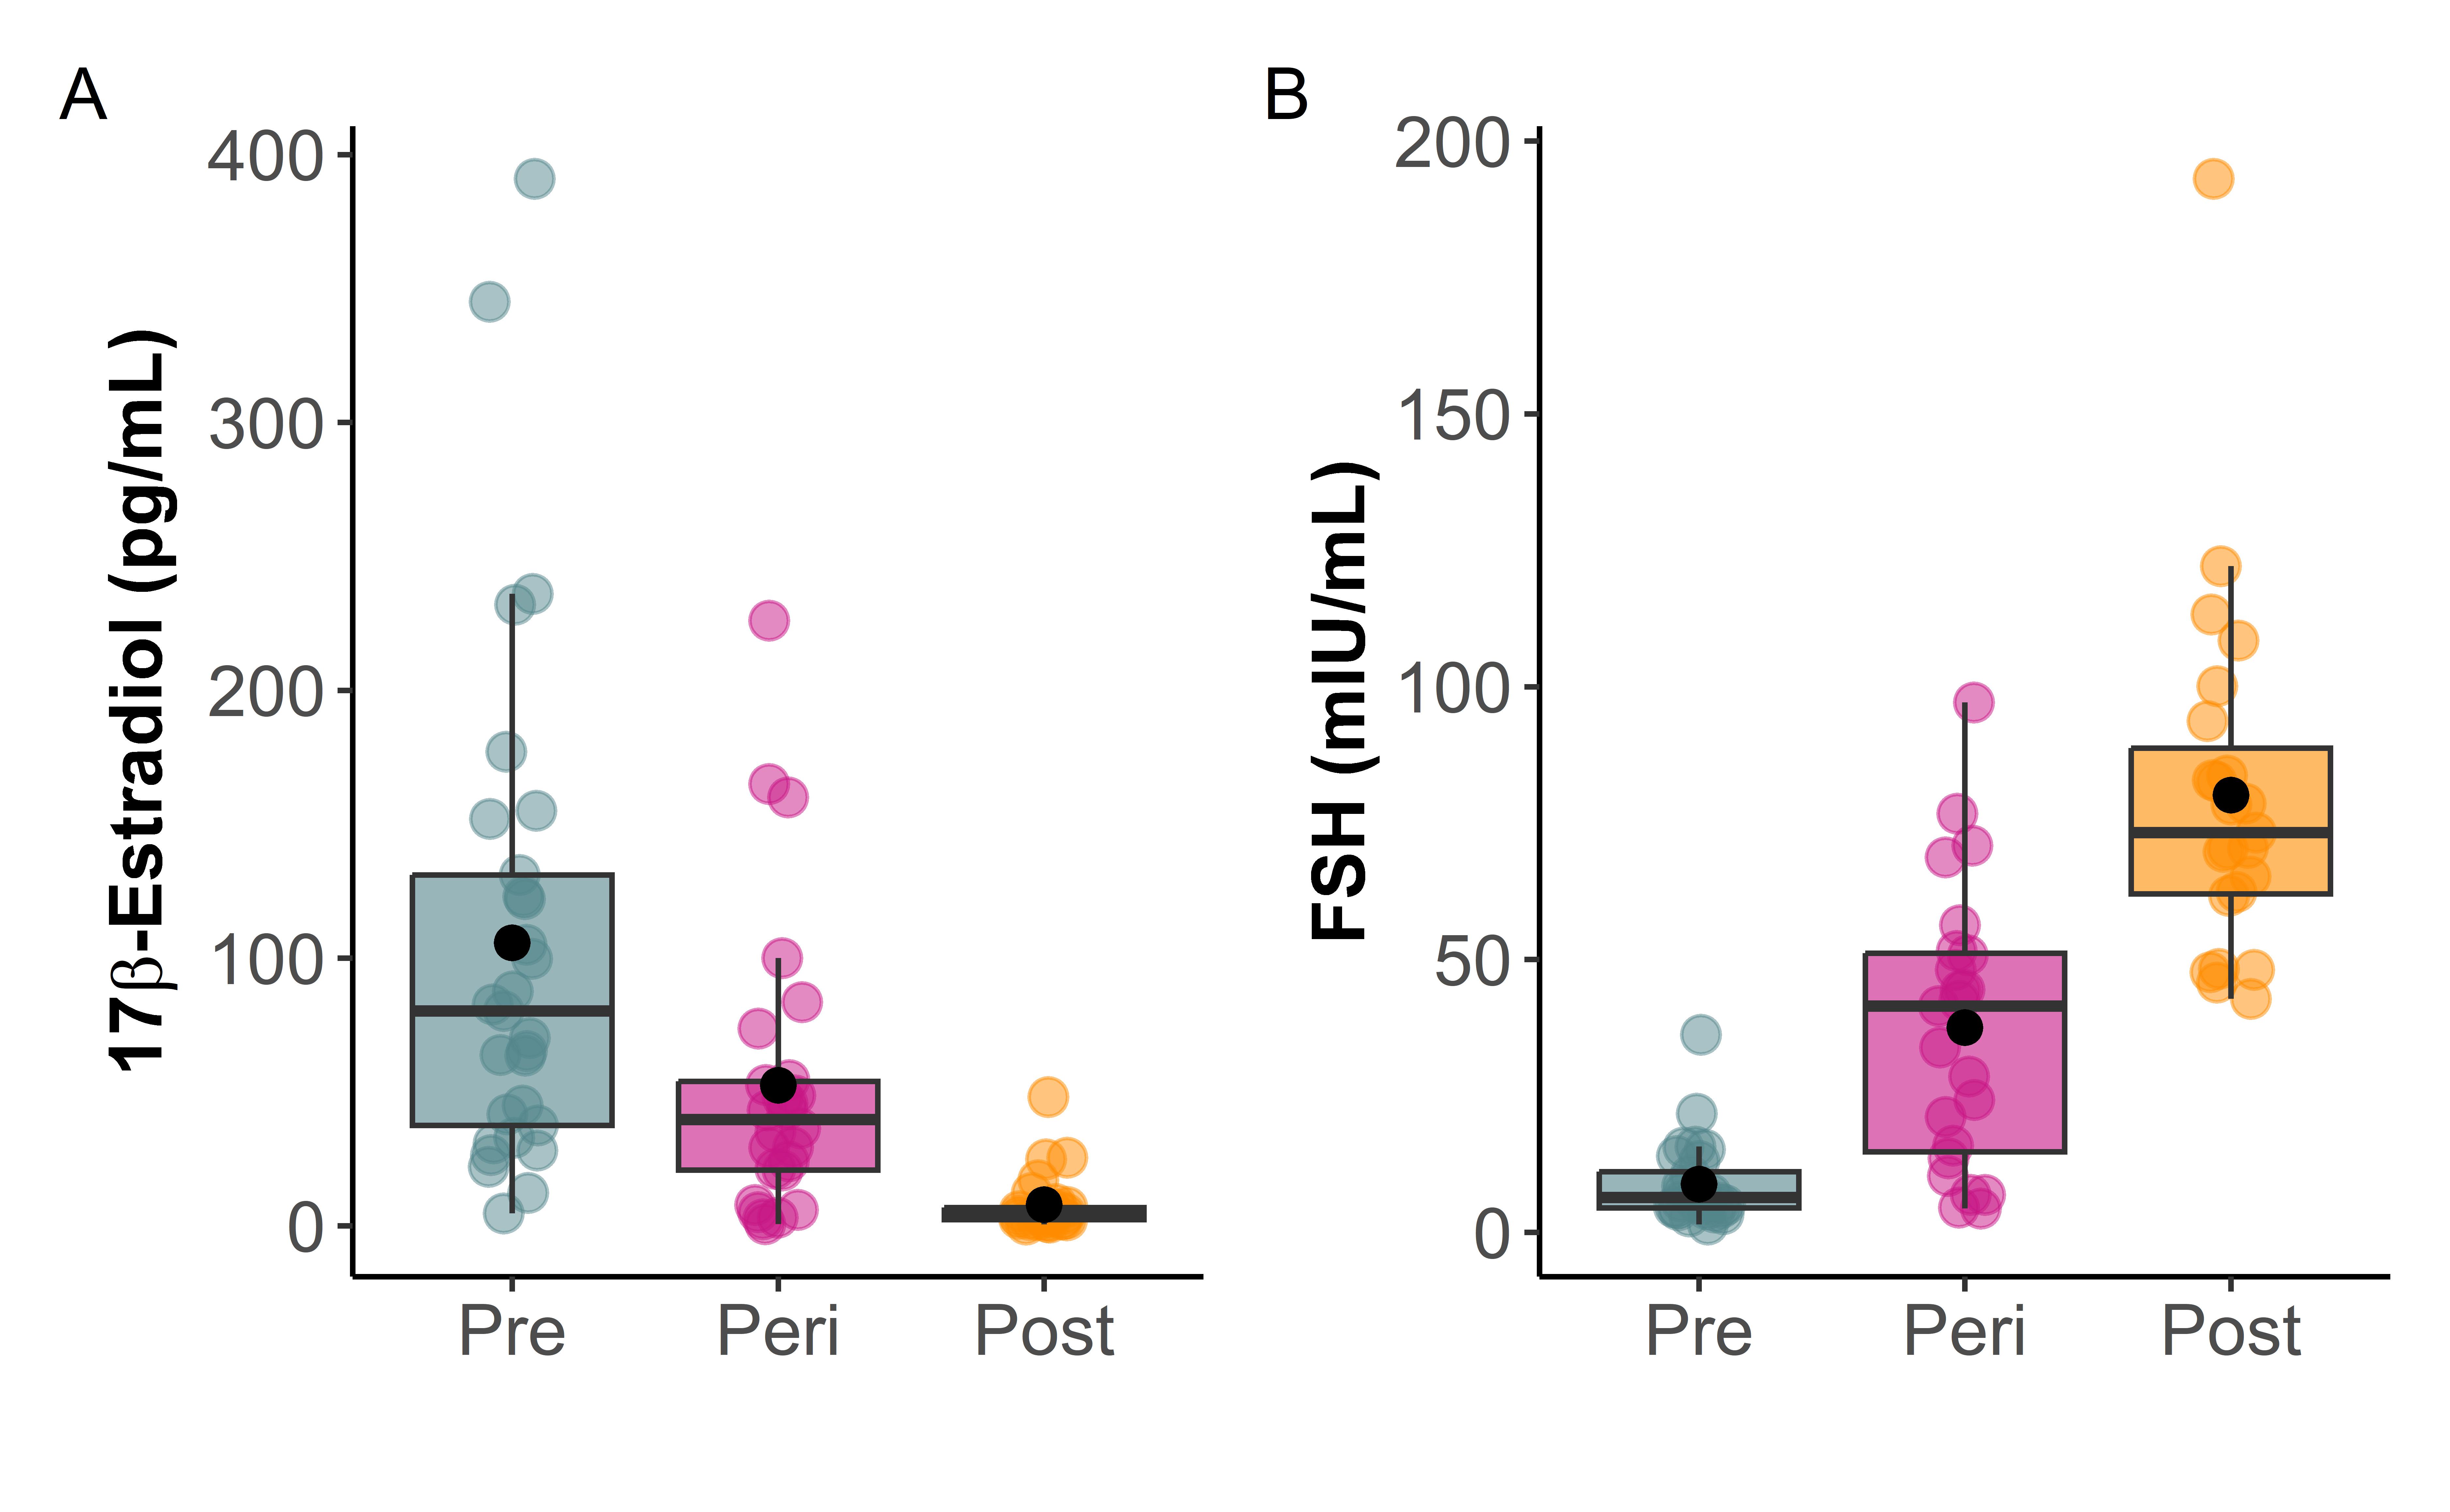 A
17β-Estradiol (pg/mL)
400
300
200
100
0
Pre Peri Post
B
FSH (mIU/mL)
200
150
100
50
0
Pre Peri Post